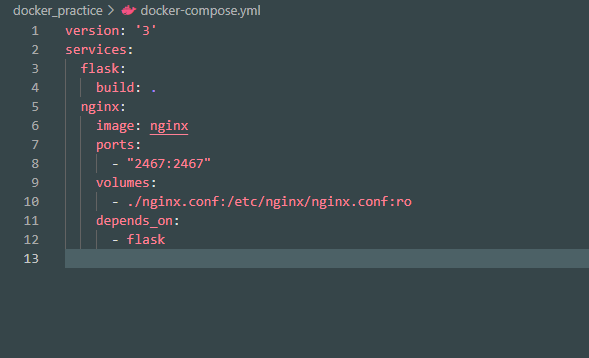 docker_practice > docker-compose.yml
1 version: '3'
2 services:
3   flask:
4     build: .
5   nginx:
6     image: nginx
7     ports:
8       - "2467:2467"
9     volumes:
10       - ./nginx.conf:/etc/nginx/nginx.conf:ro
11     depends_on:
12       - flask
13